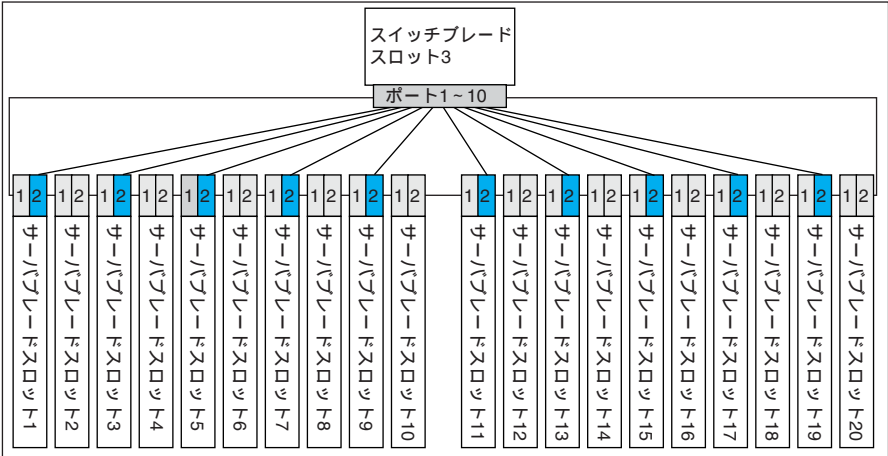 スイッチブレード
スロット3
ポート1~10
1 2 1 2 1 2 1 2 1 2 1 2 1 2 1 2 1 2 1 2 1 2 1 2 1 2 1 2 1 2 1 2 1 2 1 2 1 2 1 2
サーバブレードスロット1
サーバブレードスロット2
サーバブレードスロット3
サーバブレードスロット4
サーバブレードスロット5
サーバブレードスロット6
サーバブレードスロット7
サーバブレードスロット8
サーバブレードスロット9
サーバブレードスロット10
サーバブレードスロット11
サーバブレードスロット12
サーバブレードスロット13
サーバブレードスロット14
サーバブレードスロット15
サーバブレードスロット16
サーバブレードスロット17
サーバブレードスロット18
サーバブレードスロット19
サーバブレードスロット20